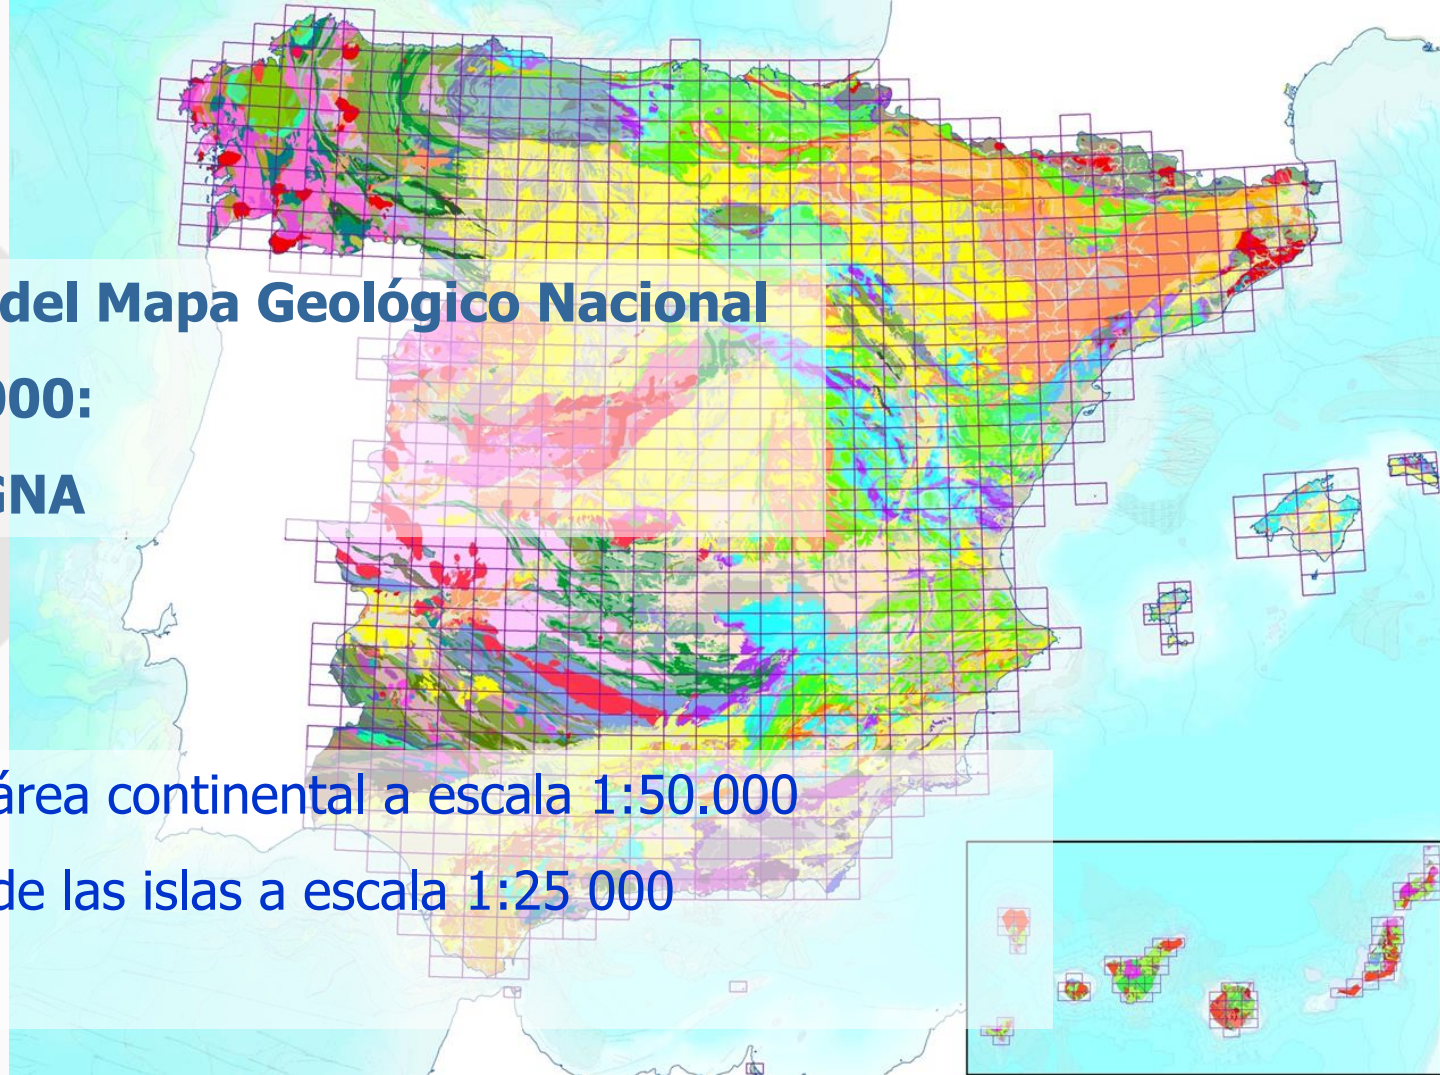 del Mapa Geológico Nacional
000:
GNA
área continental a escala 1:50.000
de las islas a escala 1:25 000